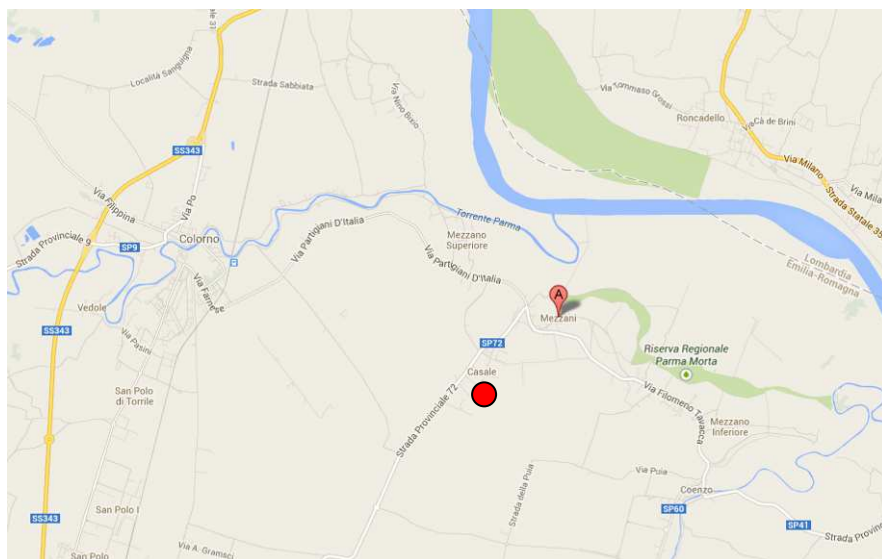 Località Sanguigna
Strada Sabbiata
Via Nino Bixio
Via Tommaso Grossi
Roncadello
Cà de Brini
Via Milano
Strada Statale 35
SS343
Via Po
Via Filippina
Torrente Parma
Strada Provinciale 9
SP9
Colorno
Via Partigiani D'Italia
Mezzano
Superiore
Via Partigiani D'Italia
Lombardia
Emilia-Romagna
Via Farnese
Vedole
Via Pasini
SS343
A
Mezzani
SP72
Riserva Regionale
Parma Morta
Casale
Strada Provinciale 72
San Polo
di Torrile
Via Filomeno Tavacca
Mezzano
Inferiore
Via Puia
Strada della Puia
Coenzo
SP60
SP41
Strada Provinc
SS343
San Polo I
San Polo
Via A. Gramsci